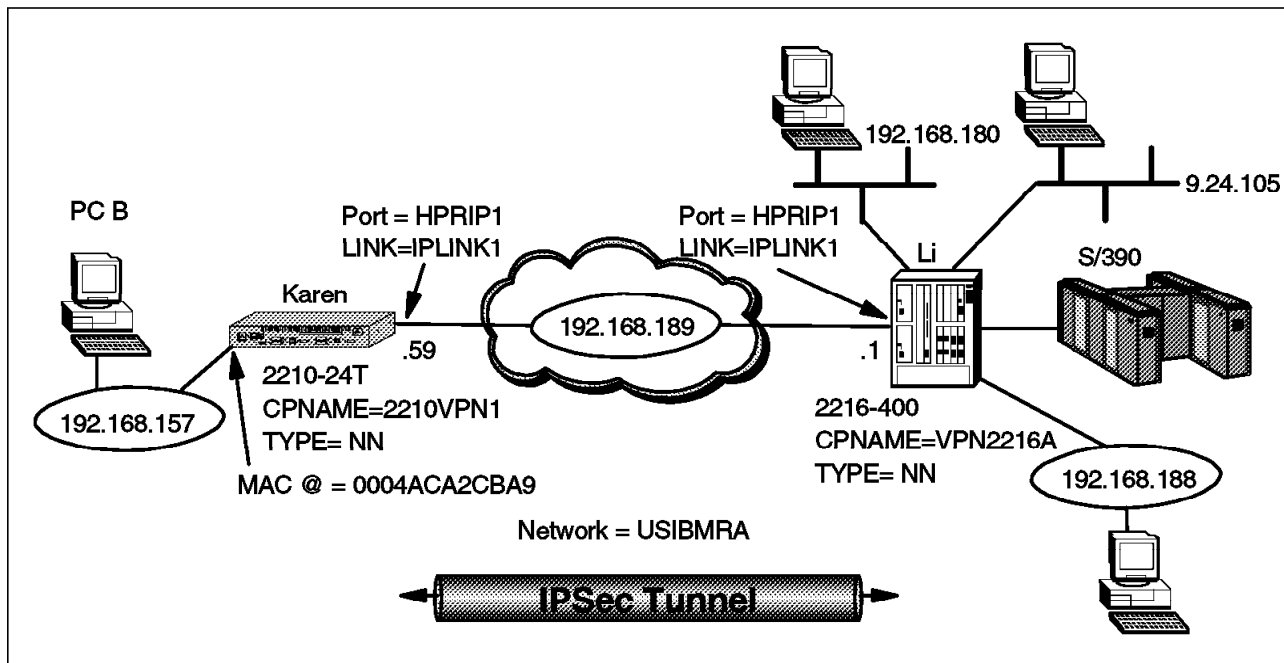 192.168.180
9.24.105
PC B
Port = HPRIP1
LINK=IPLINK1
Port = HPRIP1
LINK=IPLINK1
Li
S/390
Karen
192.168.189
.59
.1
2210-24T
CPNAME=2210VPN1
TYPE= NN
192.168.157
MAC @ = 0004ACA2CBA9
2216-400
CPNAME=VPN2216A
TYPE= NN
192.168.188
Network = USIBMRA
IPSec Tunnel